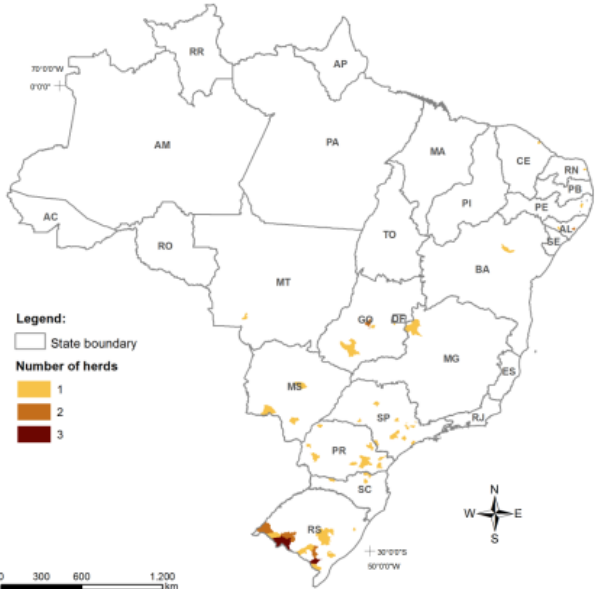 RR
AP
70°0'0"W
0°0'0"
AM
PA
MA
CE
RN
PB
PE
PI
AL
SE
AC
TO
RO
BA
MT
GO
DF
MG
ES
MS
SP
RJ
PR
SC
RS
Legend:
State boundary
Number of herds
1
2
3
N
W
E
S
30°0'0"S
50°0'0"W
0 300 600 1.200
km